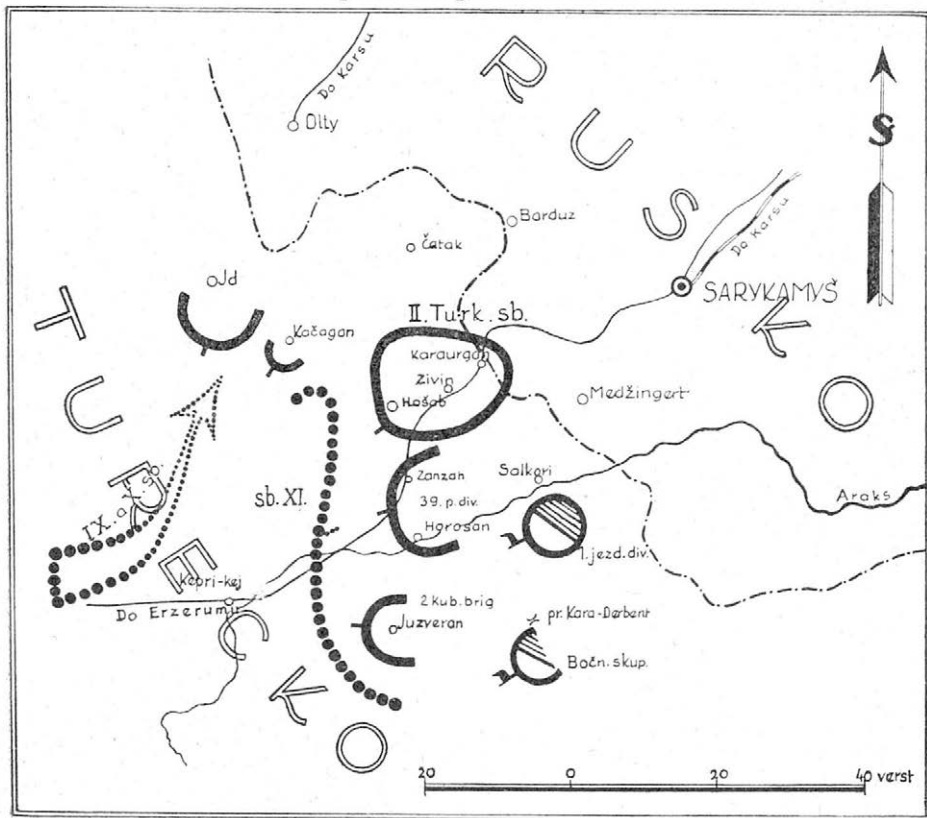 Do Karsu
RUSKO
S
Olty
Barduz
Četak
Do Karsu
Jd
SARYKAMYŠ
TURECKO
II. Turk. sb.
Kačagan
Karaurgan
Zivin
Medžingert
Hošab
Zanzah
Salkori
Araks
IX. a X. sb.
sb. XI.
39. p. div.
Horosan
1. jezd. div.
Kepri-kej
Do Erzerumu
2 kub. brig
pr. Kara-Derbent
Juzveran
Bočn. skup.
20 0 20 40 verst